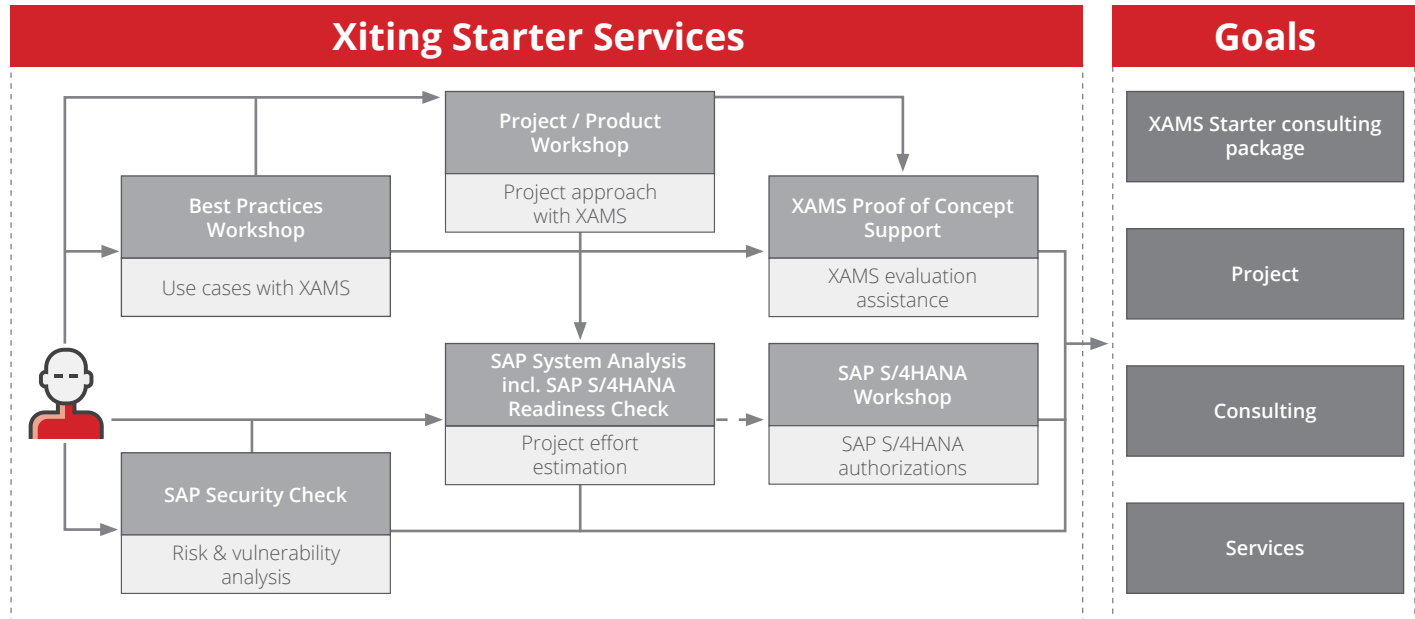 Xiting Starter Services
Goals
Project / Product
Workshop
Project approach
with XAMS
Best Practices
Workshop
Use cases with XAMS
XAMS Proof of Concept
Support
XAMS evaluation
assistance
SAP System Analysis
incl. SAP S/4HANA
Readiness Check
Project effort
estimation
SAP S/4HANA
Workshop
SAP S/4HANA
authorizations
SAP Security Check
Risk & vulnerability
analysis
XAMS Starter consulting
package
Project
Consulting
Services